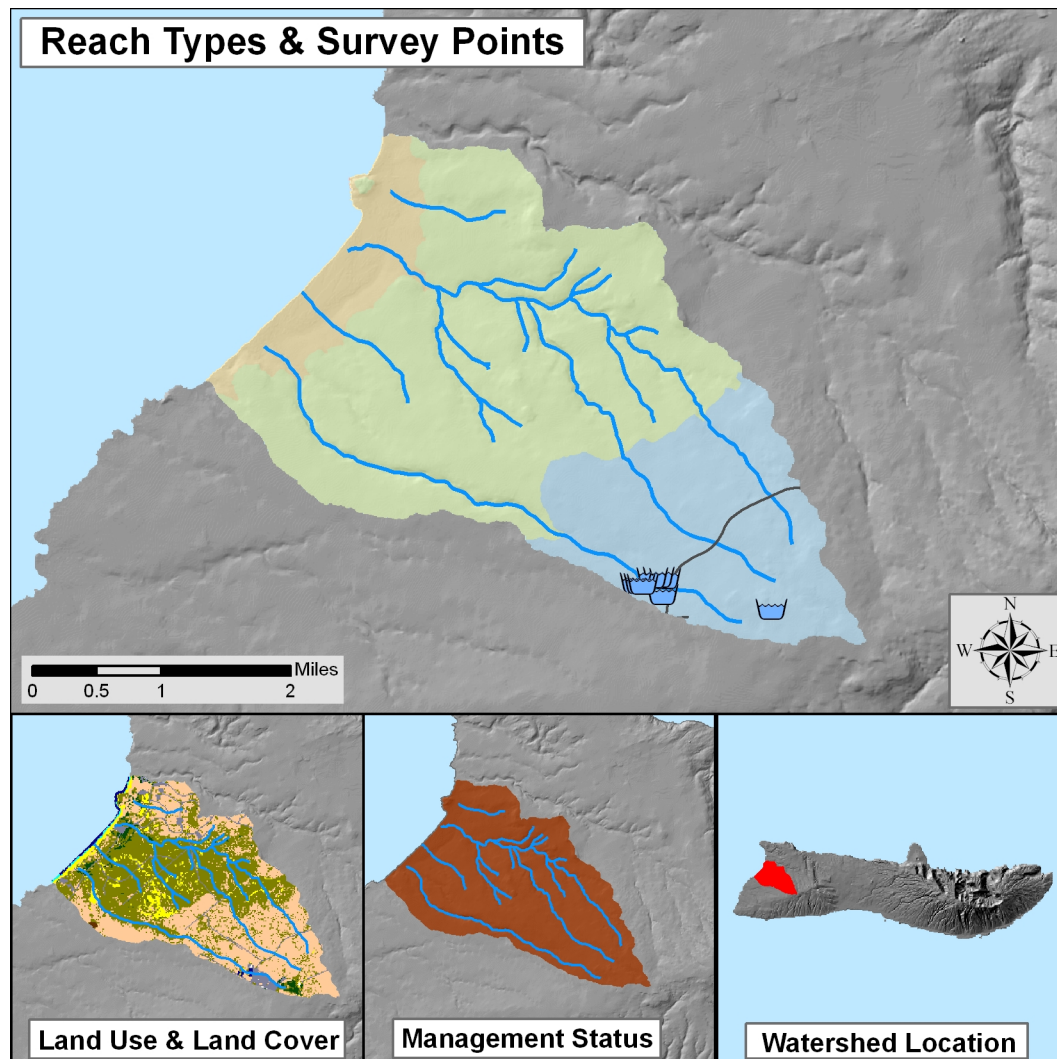 Reach Types & Survey Points
N
W E
S
Miles
0 0.5 1 2
Land Use & Land Cover
Management Status
Watershed Location